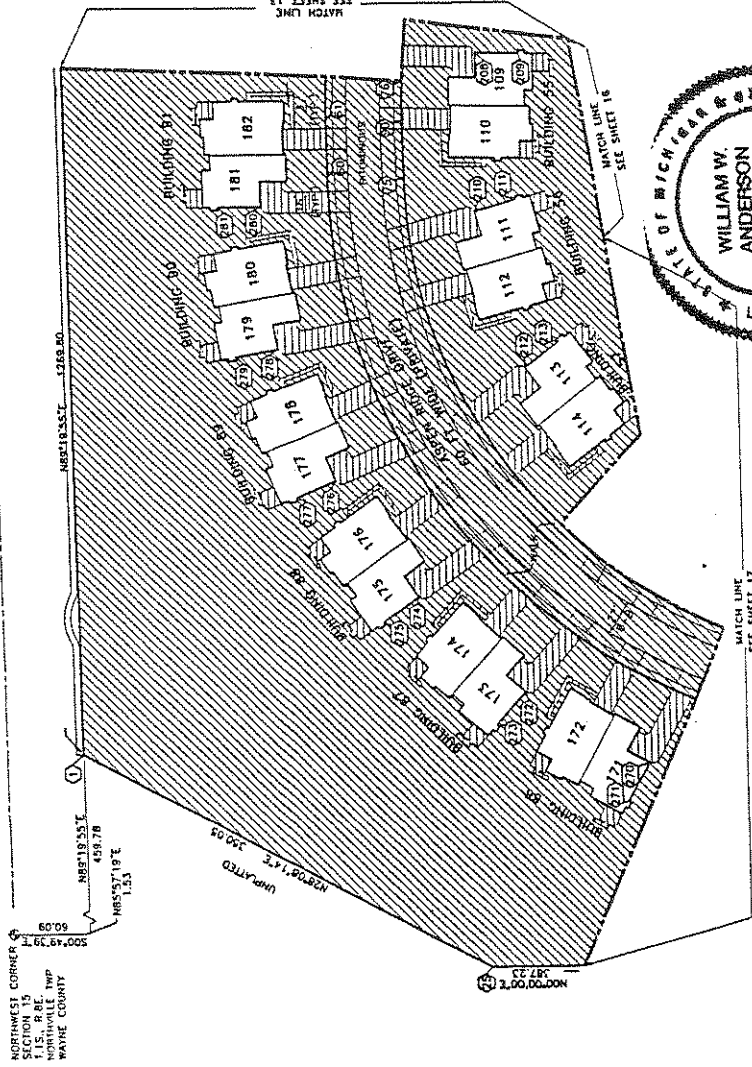 MATCH LINE
SEE SHEET 13
NORTHWEST CORNER
SECTION 15
T.1S., R.8E.
NORTHVILLE TWP
WAYNE COUNTY
S00°49'39"E
60.09
N89°19'55"E
459.78
N85°57'19"E
1.53
1
N89°19'55"E 1269.80
UNPLATTED
N28°08'14"E 350.05
25
N00°00'00"E
387.23
BUILDING 91
182
181
281
280
BUILDING 90
180
179
279
278
BUILDING 89
178
177
277
276
BUILDING 88
176
175
275
274
BUILDING 87
174
173
273
272
172
171
271
270
ASPEN RIDGE DRIVE
60 FT. WIDE (PRIVATE)
WALK
BUILDING 55
109
110
208
209
BUILDING 56
111
112
210
211
BUILDING 57
113
114
212
213
MATCH LINE
SEE SHEET 16
MATCH LINE
SEE SHEET 17
STATE OF MICHIGAN
WILLIAM W.
ANDERSON